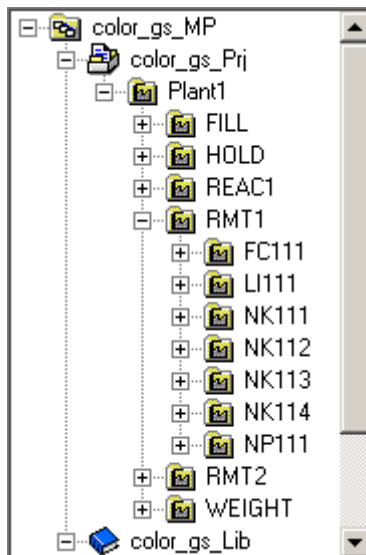 color_gs_MP
color_gs_Prj
Plant1
FILL
HOLD
REAC1
RMT1
FC111
LI111
NK111
NK112
NK113
NK114
NP111
RMT2
WEIGHT
color_gs_Lib